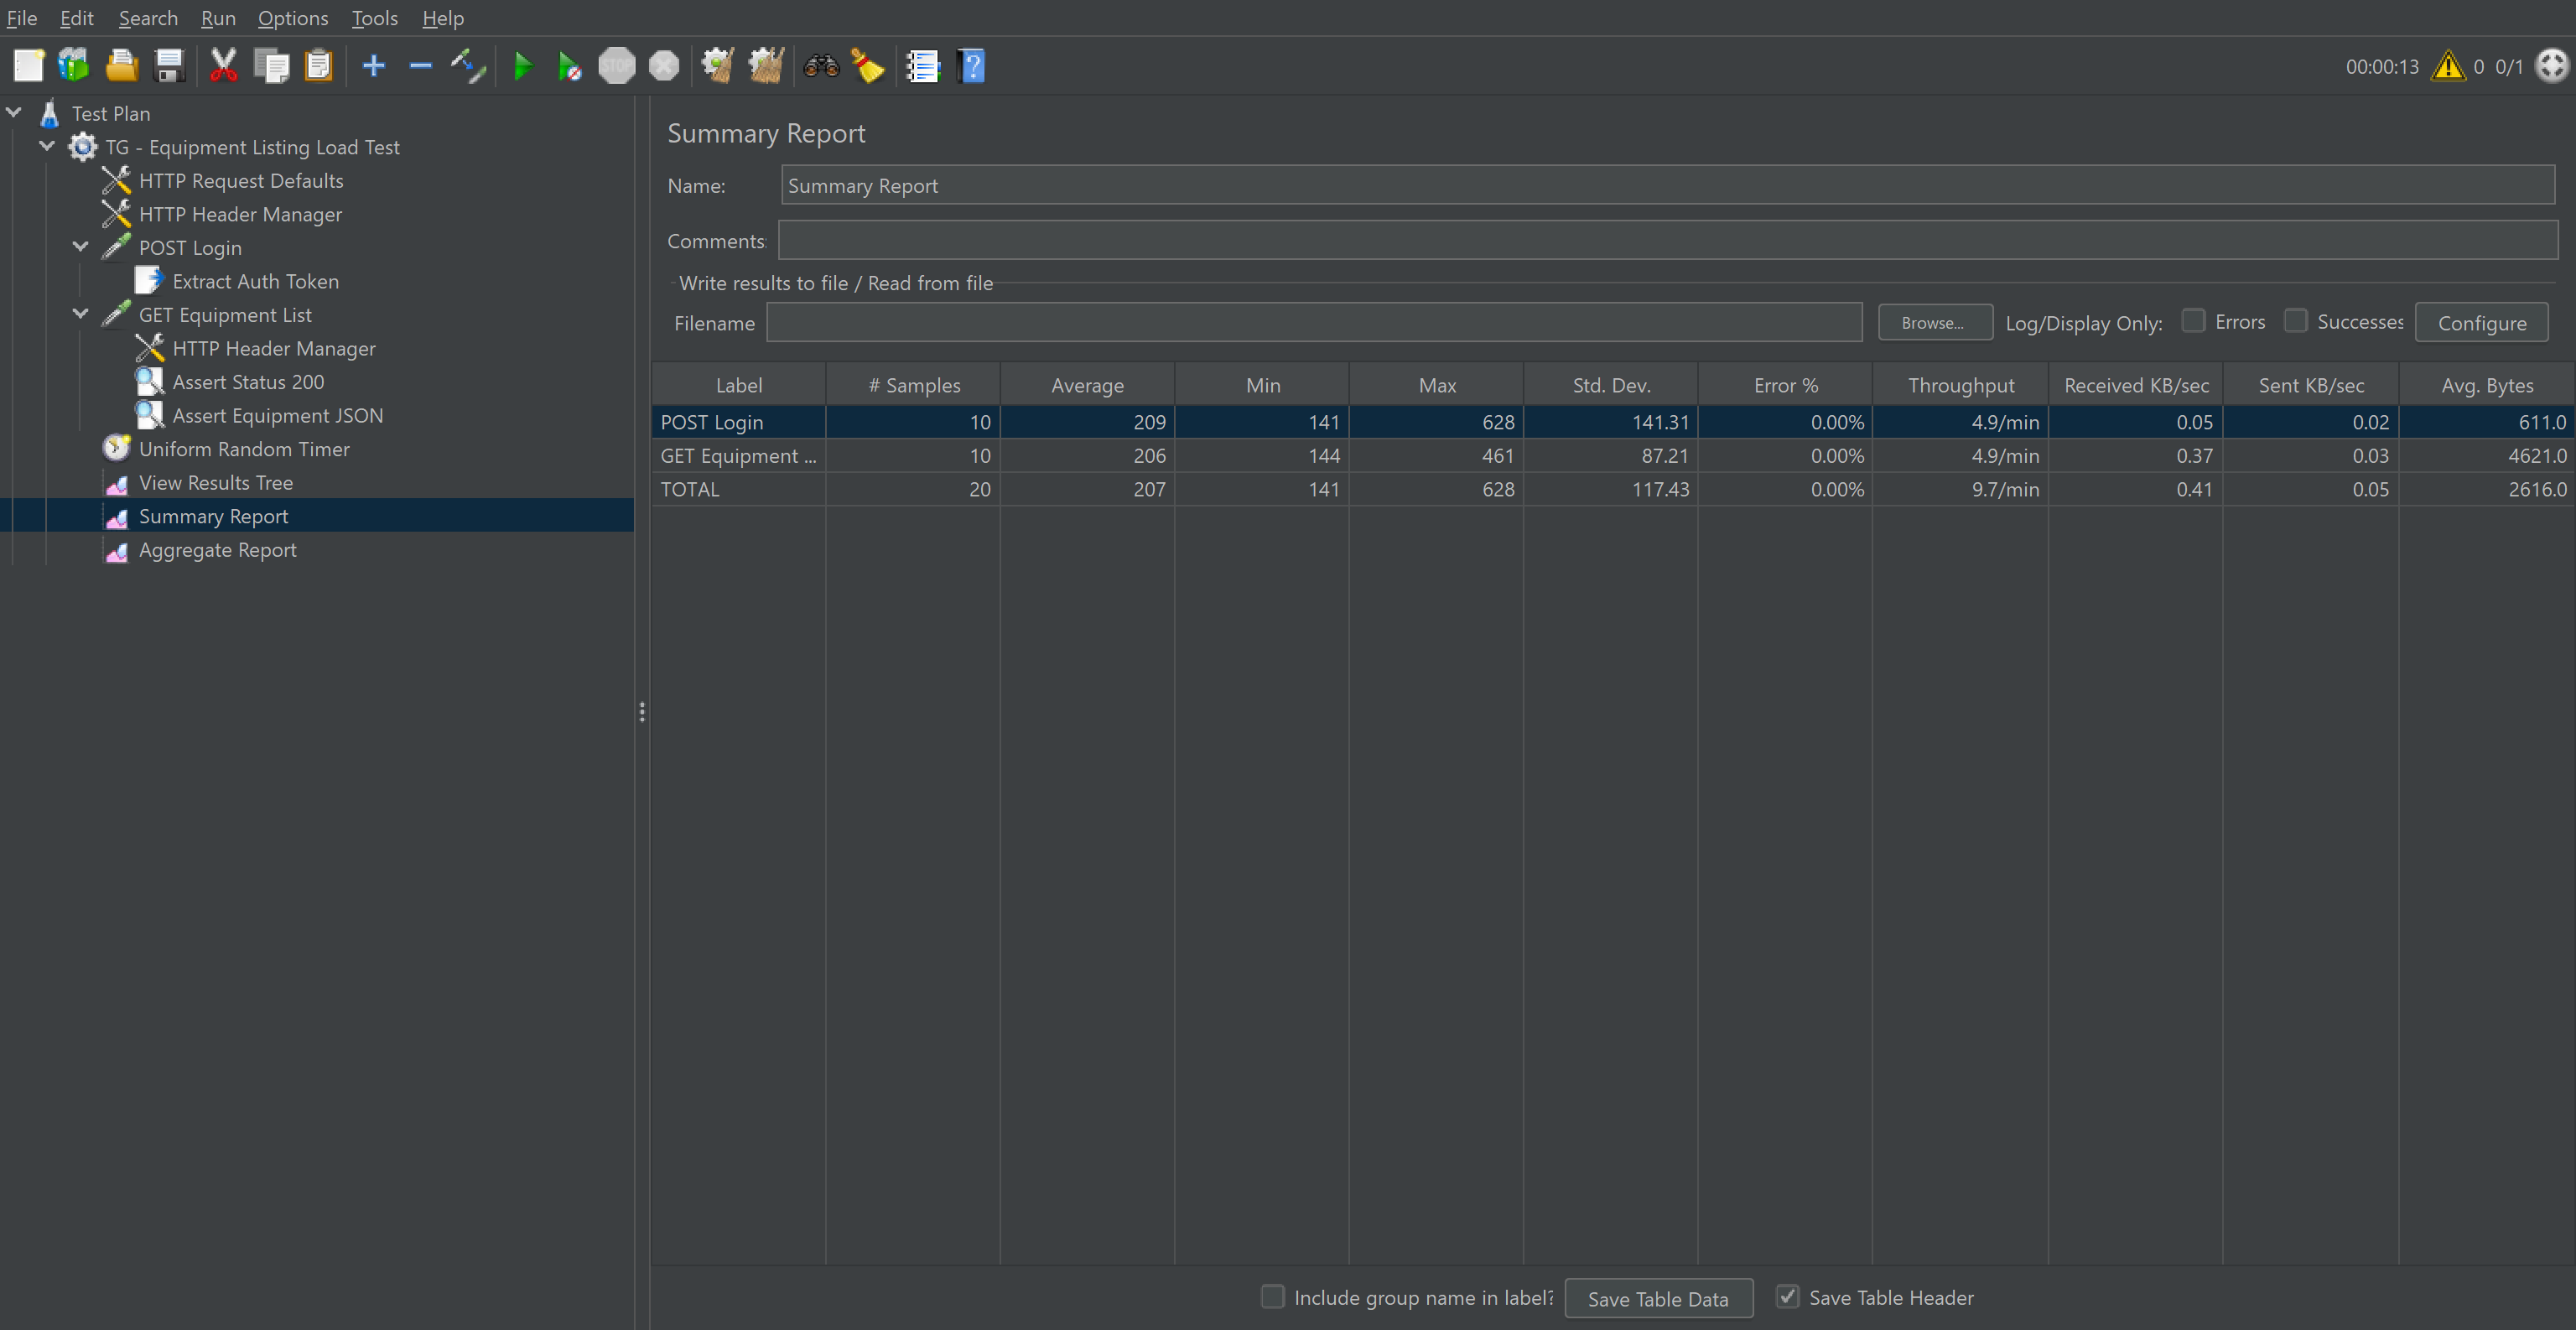 File Edit Search Run Options Tools Help
STOP
00:00:13 0 0/1
Test Plan
TG - Equipment Listing Load Test
HTTP Request Defaults
HTTP Header Manager
POST Login
Extract Auth Token
GET Equipment List
HTTP Header Manager
Assert Status 200
Assert Equipment JSON
Uniform Random Timer
View Results Tree
Summary Report
Aggregate Report
Summary Report
Name: Summary Report
Comments:
Write results to file / Read from file
Filename Browse... Log/Display Only: Errors Successes Configure
Label # Samples Average Min Max Std. Dev. Error % Throughput Received KB/sec Sent KB/sec Avg. Bytes
POST Login 10 209 141 628 141.31 0.00% 4.9/min 0.05 0.02 611.0
GET Equipment ... 10 206 144 461 87.21 0.00% 4.9/min 0.37 0.03 4621.0
TOTAL 20 207 141 628 117.43 0.00% 9.7/min 0.41 0.05 2616.0
Include group name in label? Save Table Data Save Table Header